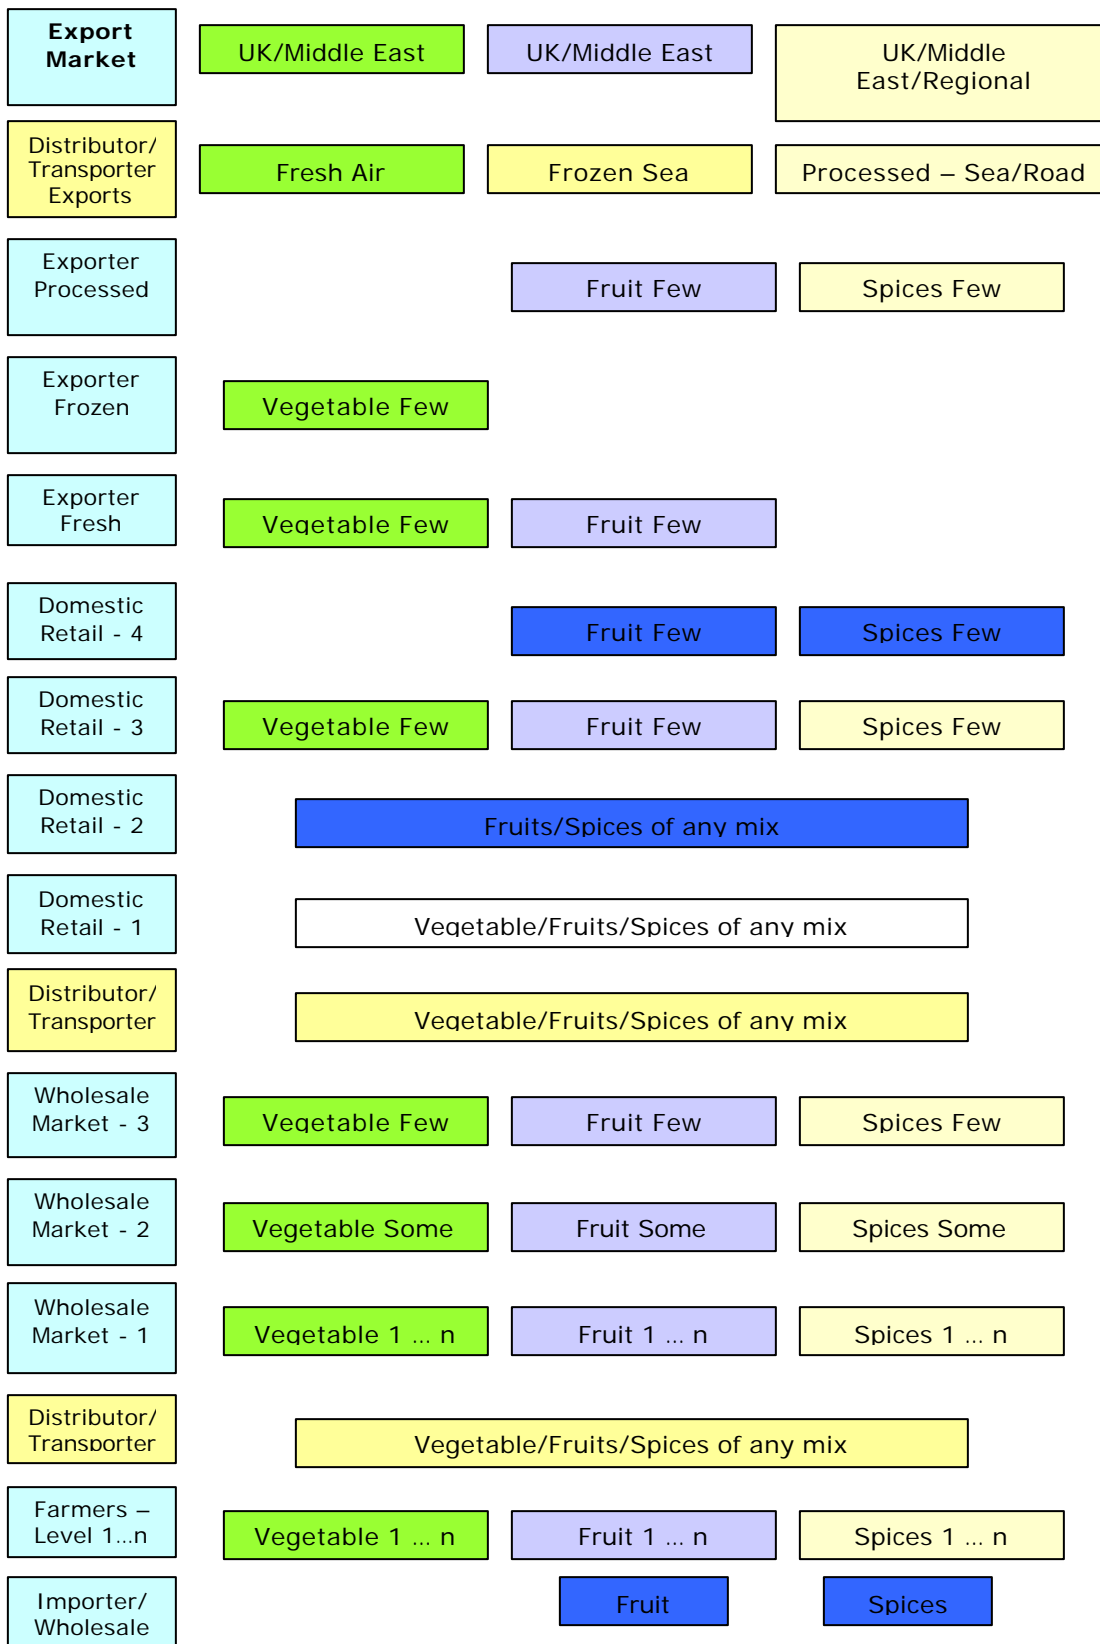 Export
Market
UK/Middle East
UK/Middle East
UK/Middle
East/Regional
Distributor/
Transporter
Exports
Fresh Air
Frozen Sea
Processed – Sea/Road
Exporter
Processed
Fruit Few
Spices Few
Exporter
Frozen
Vegetable Few
Exporter
Fresh
Vegetable Few
Fruit Few
Domestic
Retail - 4
Fruit Few
Spices Few
Domestic
Retail - 3
Vegetable Few
Fruit Few
Spices Few
Domestic
Retail - 2
Fruits/Spices of any mix
Domestic
Retail - 1
Vegetable/Fruits/Spices of any mix
Distributor/
Transporter
Vegetable/Fruits/Spices of any mix
Wholesale
Market - 3
Vegetable Few
Fruit Few
Spices Few
Wholesale
Market - 2
Vegetable Some
Fruit Some
Spices Some
Wholesale
Market - 1
Vegetable 1 ... n
Fruit 1 ... n
Spices 1 ... n
Distributor/
Transporter
Vegetable/Fruits/Spices of any mix
Farmers –
Level 1...n
Vegetable 1 ... n
Fruit 1 ... n
Spices 1 ... n
Importer/
Wholesale
Fruit
Spices